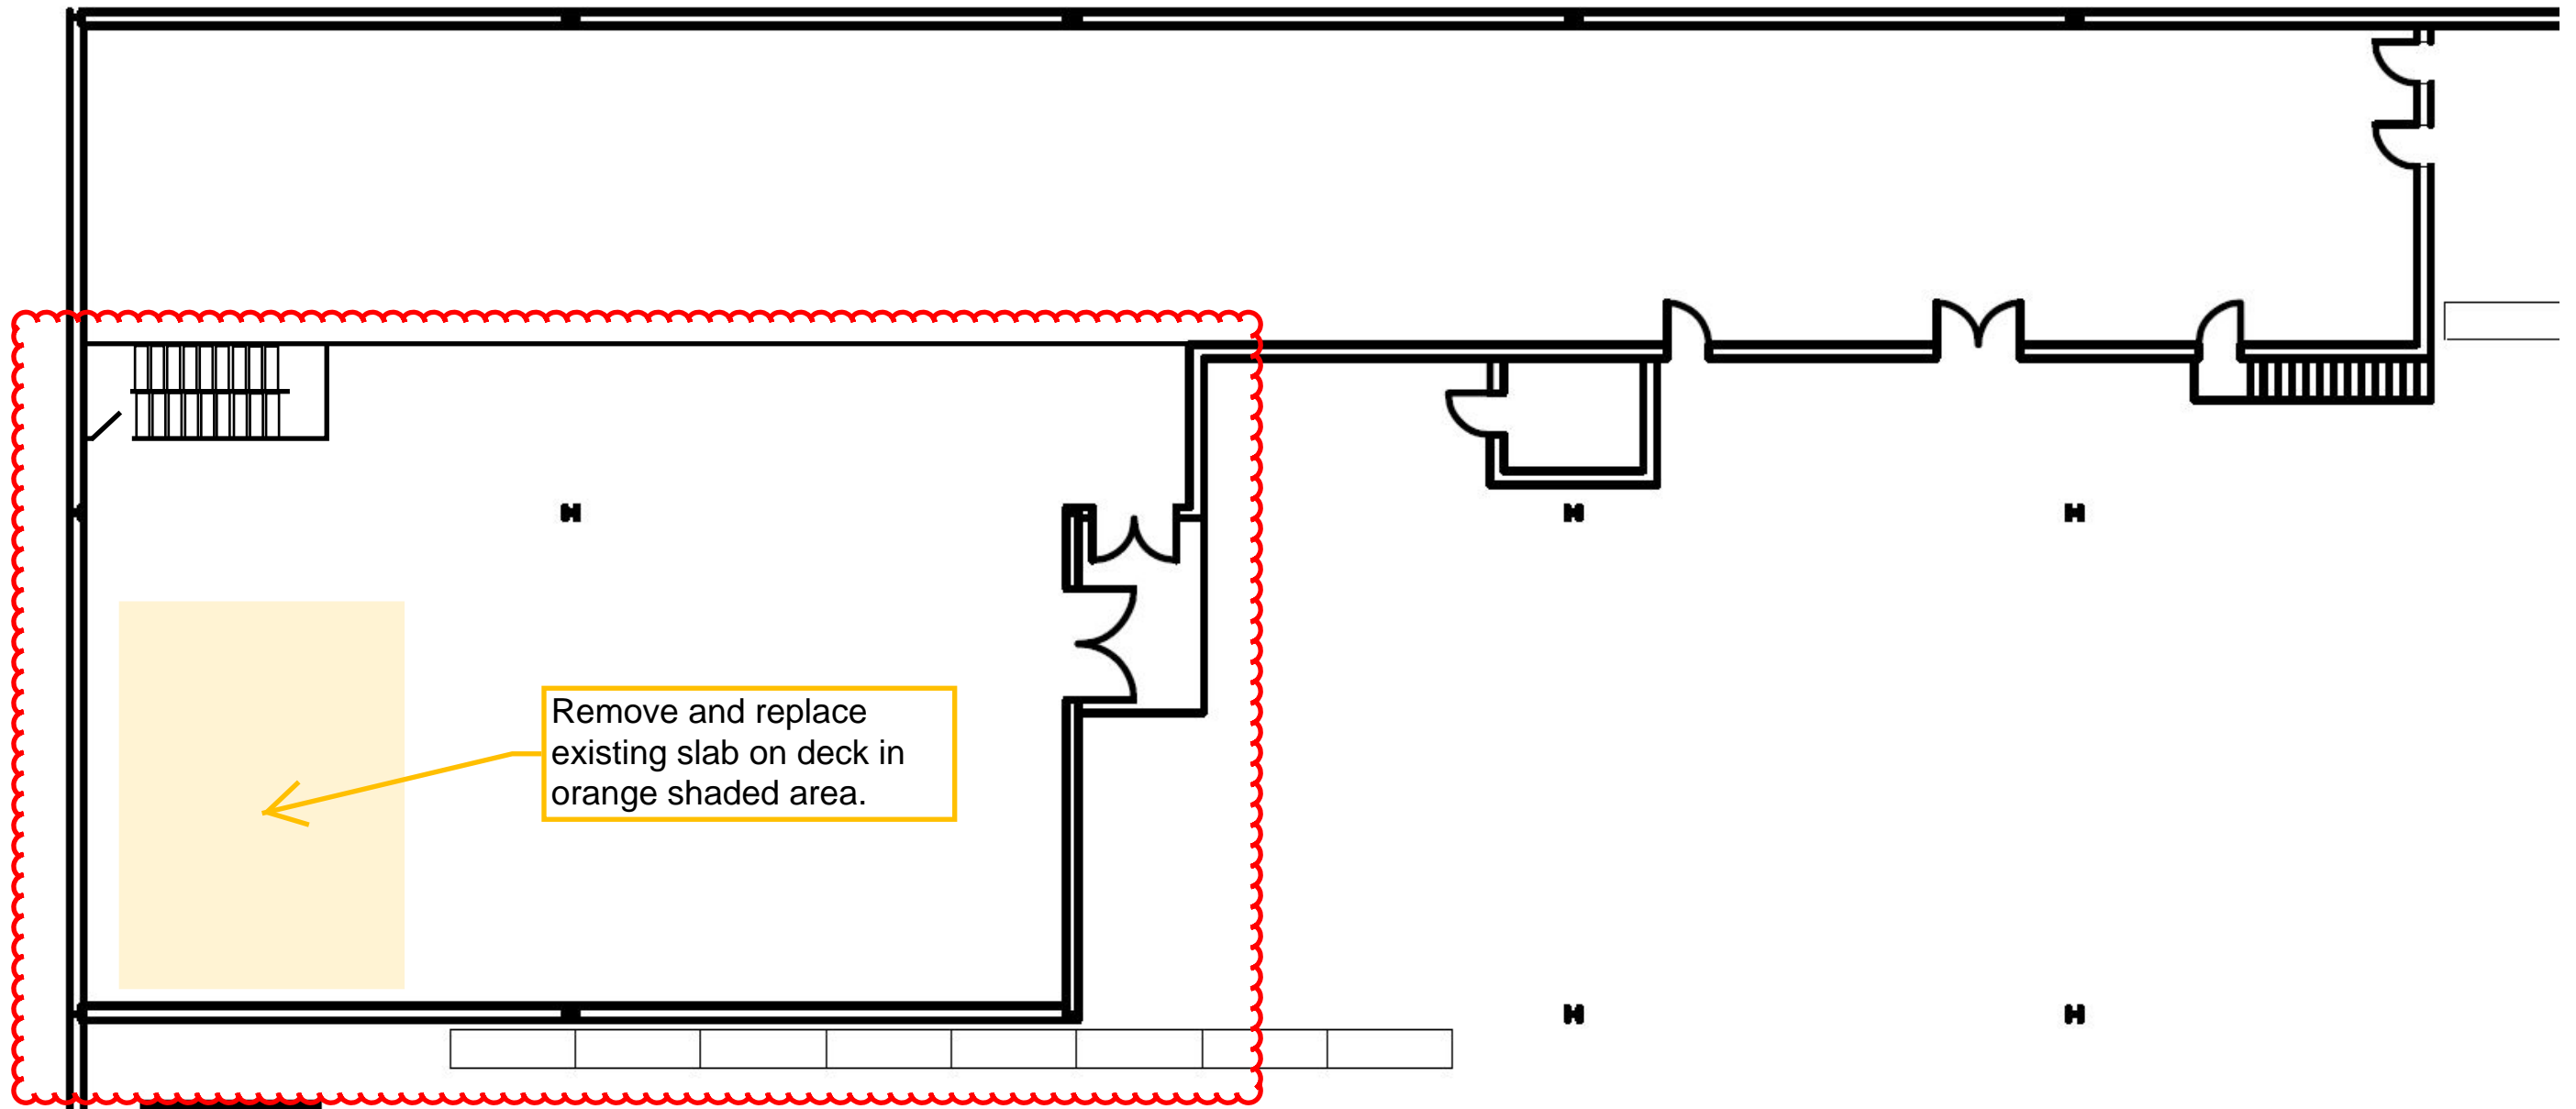 Remove and replace
existing slab on deck in
orange shaded area.